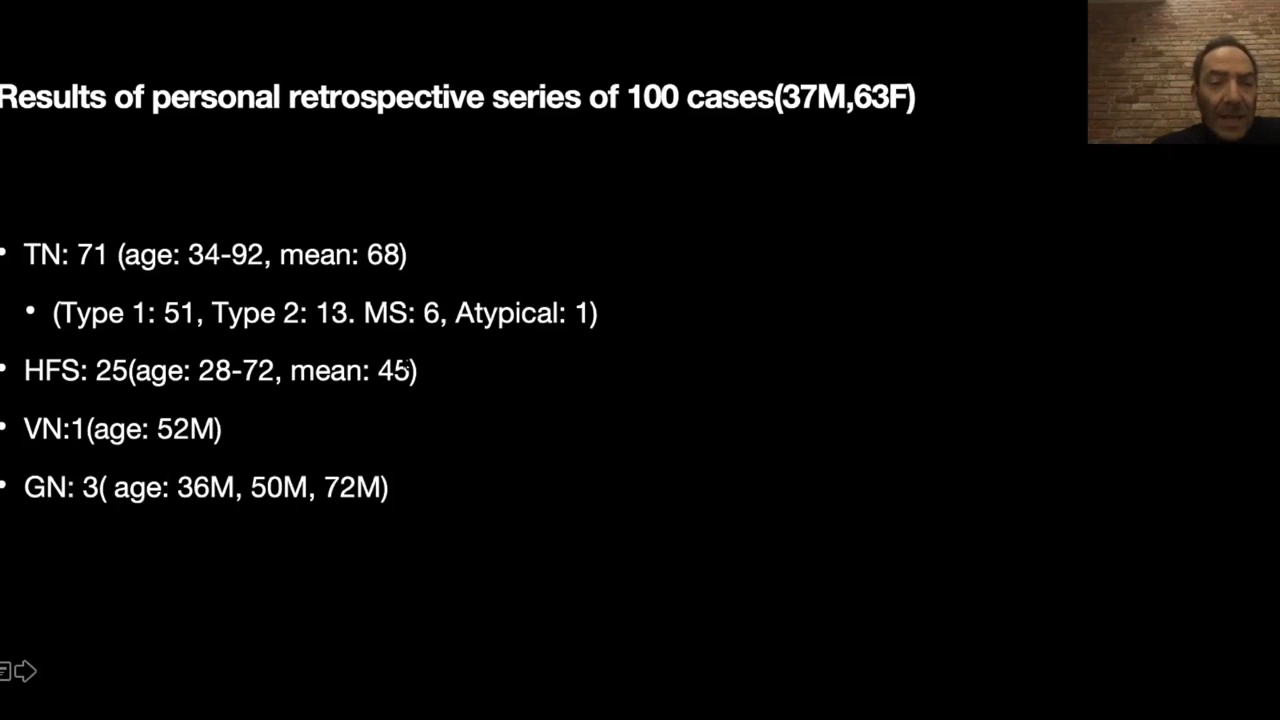 Results of personal retrospective series of 100 cases(37M,63F)
• TN: 71 (age: 34-92, mean: 68)
• (Type 1: 51, Type 2: 13. MS: 6, Atypical: 1)
• HFS: 25(age: 28-72, mean: 45)
• VN:1(age: 52M)
• GN: 3( age: 36M, 50M, 72M)